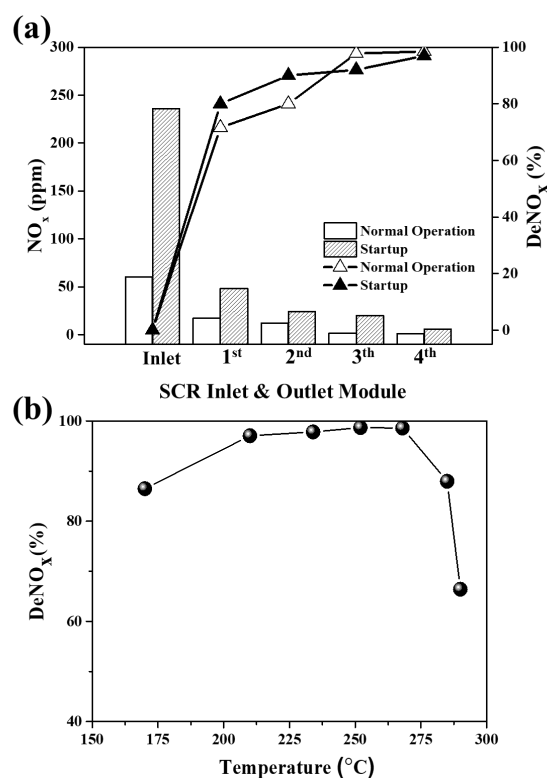 (a)
300
250
200
150
100
50
0
NOx (ppm)
100
80
60
40
20
0
DeNOx (%)
Normal Operation
Startup
Normal Operation
Startup
Inlet 1st 2nd 3th 4th
SCR Inlet & Outlet Module
(b)
100
80
60
40
DeNOx(%)
150 175 200 225 250 275 300
Temperature (°C)